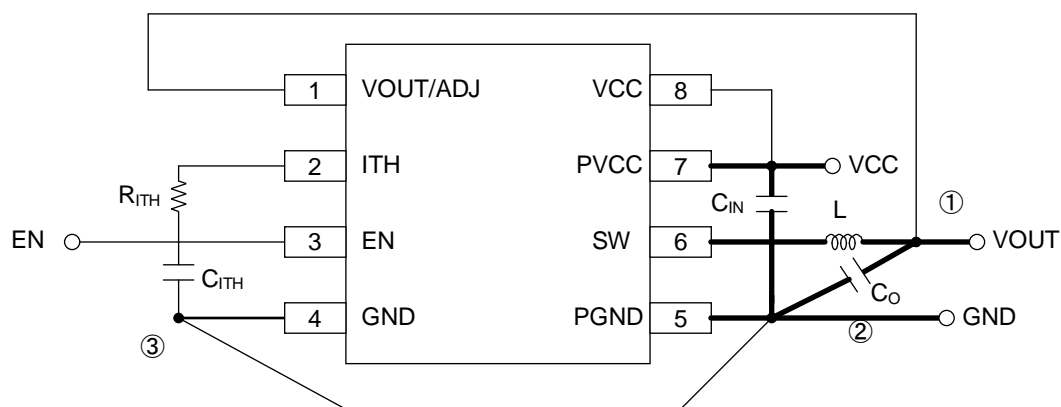 1 VOUT/ADJ VCC 8
2 ITH PVCC 7 VCC
RITH CIN L ①
EN 3 EN SW 6 VOUT
CITH CO
4 GND PGND 5 GND
③ ②